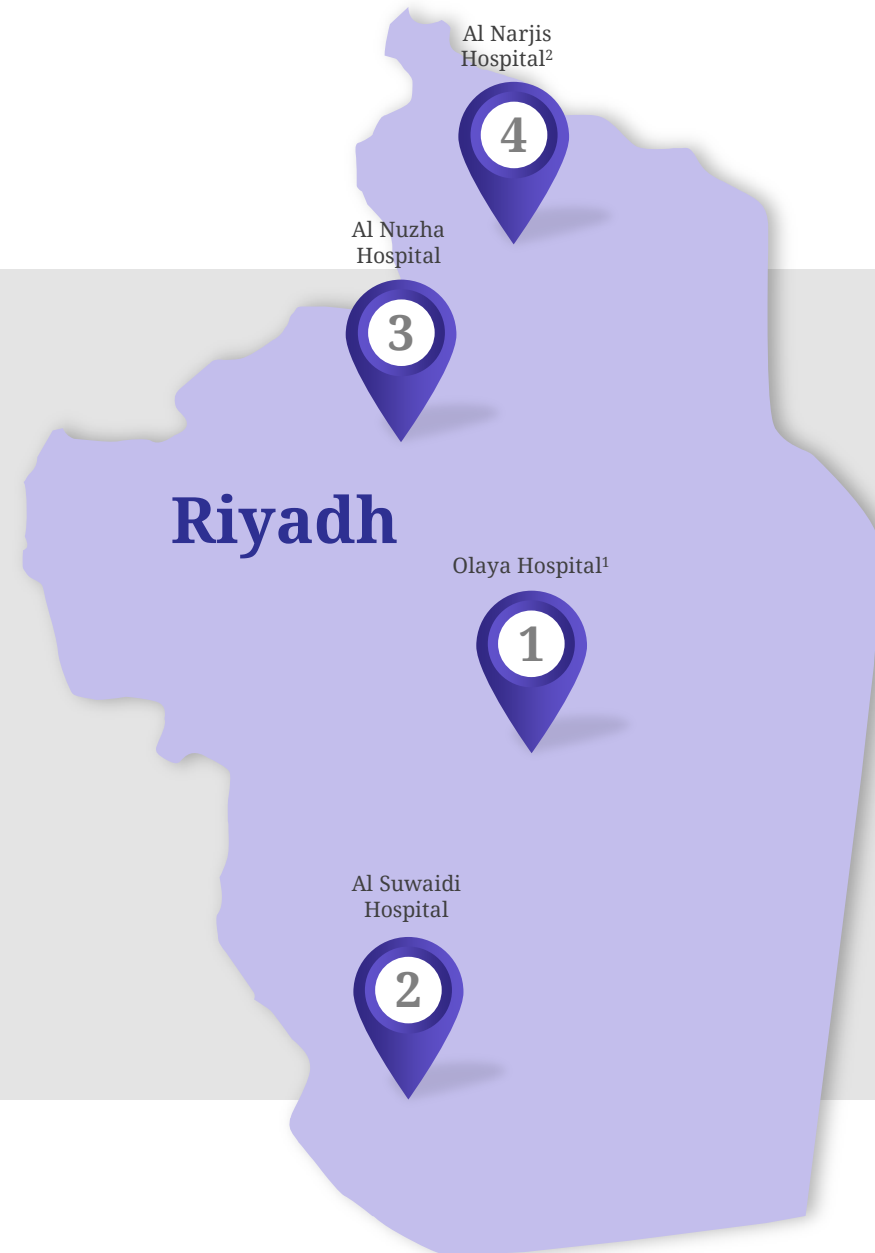 Al Narjis
Hospital²
4
Al Nuzha
Hospital
3
Riyadh
Olaya Hospital¹
1
Al Suwaidi
Hospital
2